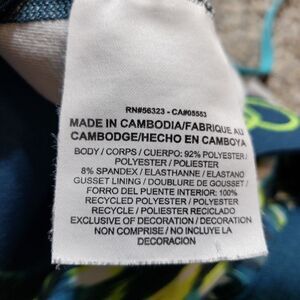 RN#56323 - CA#05553
MADE IN CAMBODIA/FABRIQUE AU
CAMBODGE/HECHO EN CAMBOYA
BODY / CORPS / CUERPO: 92% POLYESTER /
POLYESTER / POLIESTER
8% SPANDEX / ELASTHANNE / ELASTANO
GUSSET LINING / DOUBLURE DE GOUSSET /
FORRO DEL PUENTE INTERIOR: 100%
RECYCLED POLYESTER / POLYESTER
RECYCLE / POLIESTER RECICLADO
EXCLUSIVE OF DECORATION / DECORATION
NON COMPRISE / NO INCLUYE LA
DECORACIÓN